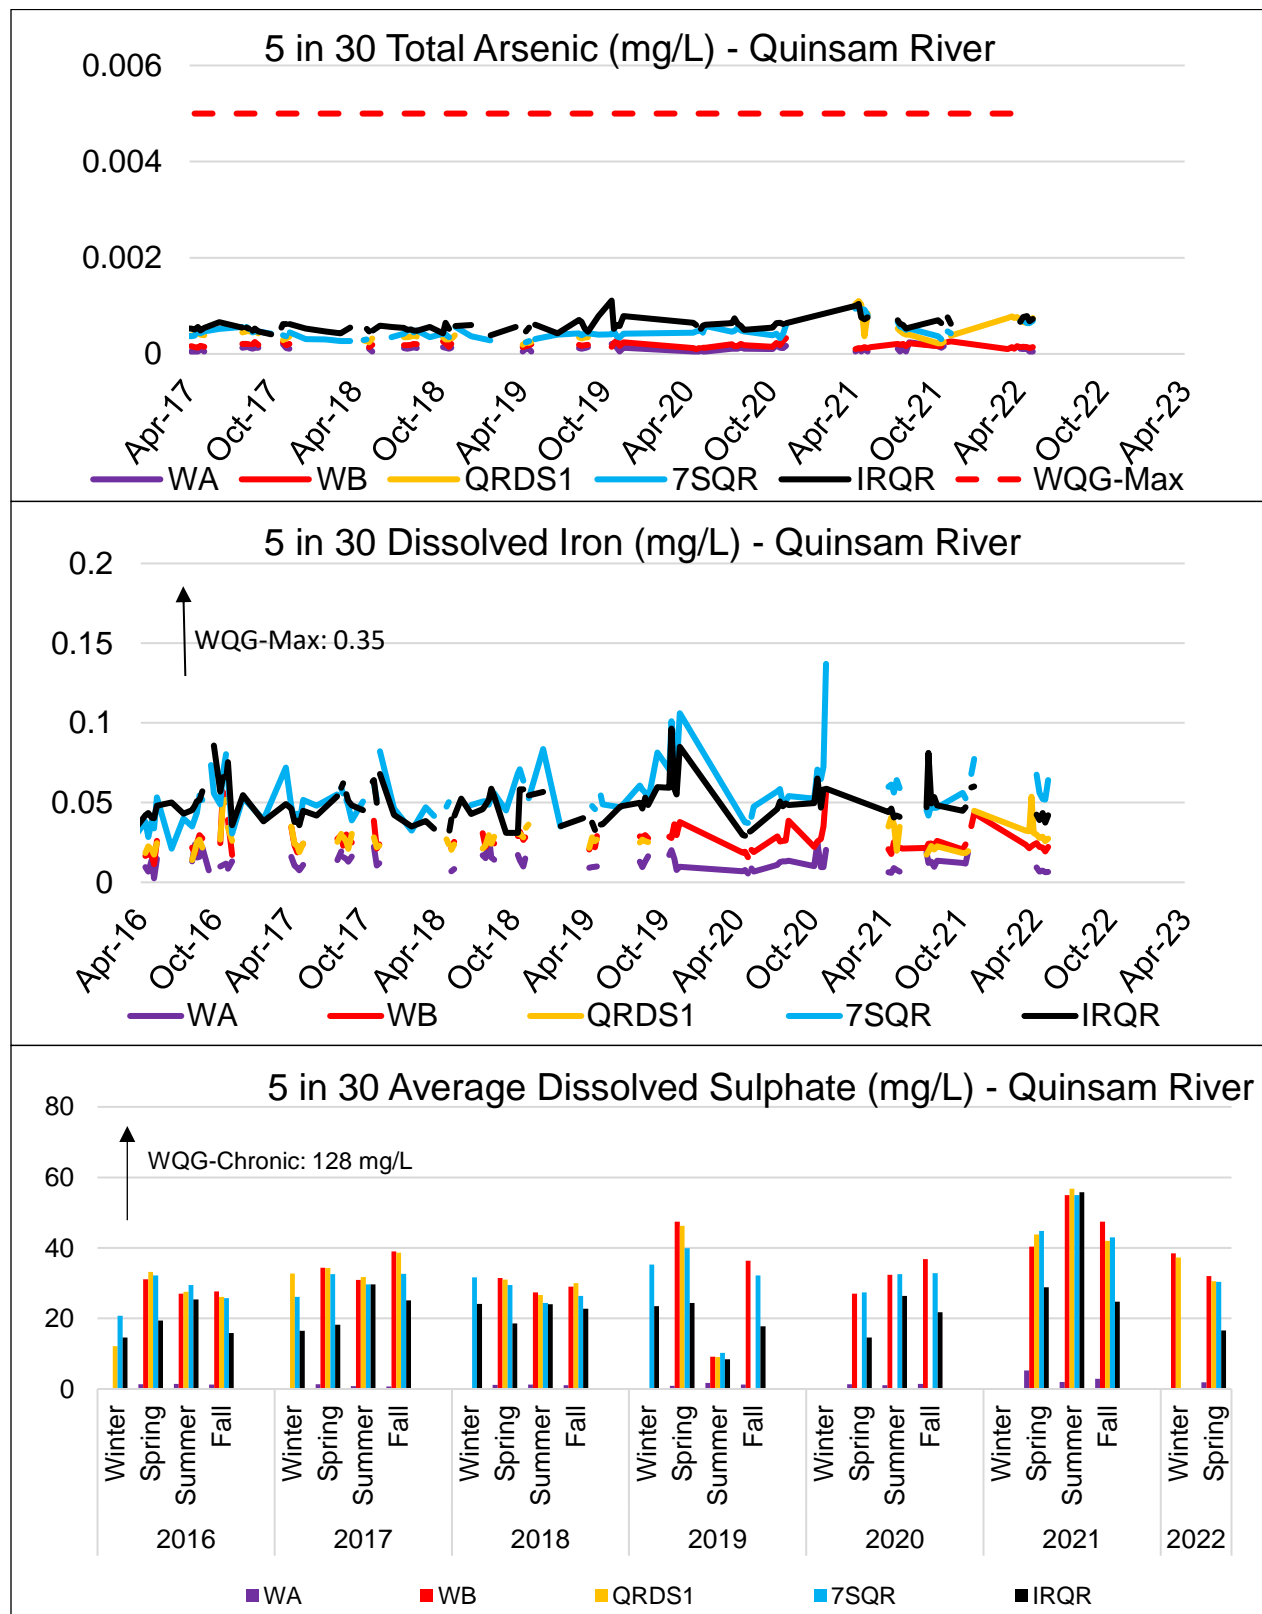 5 in 30 Total Arsenic (mg/L) - Quinsam River
0.006
0.004
0.002
0
Apr-17 Oct-17 Apr-18 Oct-18 Apr-19 Oct-19 Apr-20 Oct-20 Apr-21 Oct-21 Apr-22 Oct-22 Apr-23
WA WB QRDS1 7SQR IRQR WQG-Max
5 in 30 Dissolved Iron (mg/L) - Quinsam River
0.2
WQG-Max: 0.35
0.15
0.1
0.05
0
Apr-16 Oct-16 Apr-17 Oct-17 Apr-18 Oct-18 Apr-19 Oct-19 Apr-20 Oct-20 Apr-21 Oct-21 Apr-22 Oct-22 Apr-23
WA WB QRDS1 7SQR IRQR
5 in 30 Average Dissolved Sulphate (mg/L) - Quinsam River
80
WQG-Chronic: 128 mg/L
60
40
20
0
Winter Spring Summer Fall Winter Spring Summer Fall Winter Spring Summer Fall Winter Spring Summer Fall Winter Spring Summer Fall Winter Spring Summer Fall Winter Spring
2016 2017 2018 2019 2020 2021 2022
WA WB QRDS1 7SQR IRQR